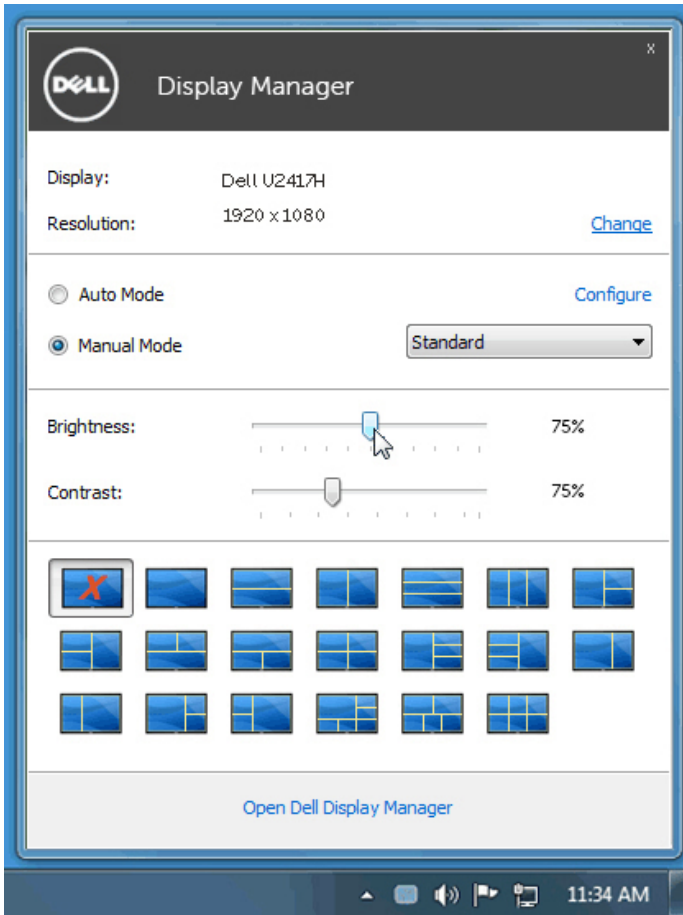 x
DELL Display Manager
Display: Dell U2417H
Resolution: 1920 x 1080 Change
Auto Mode Configure
Manual Mode Standard
Brightness: 75%
Contrast: 75%
Open Dell Display Manager
11:34 AM